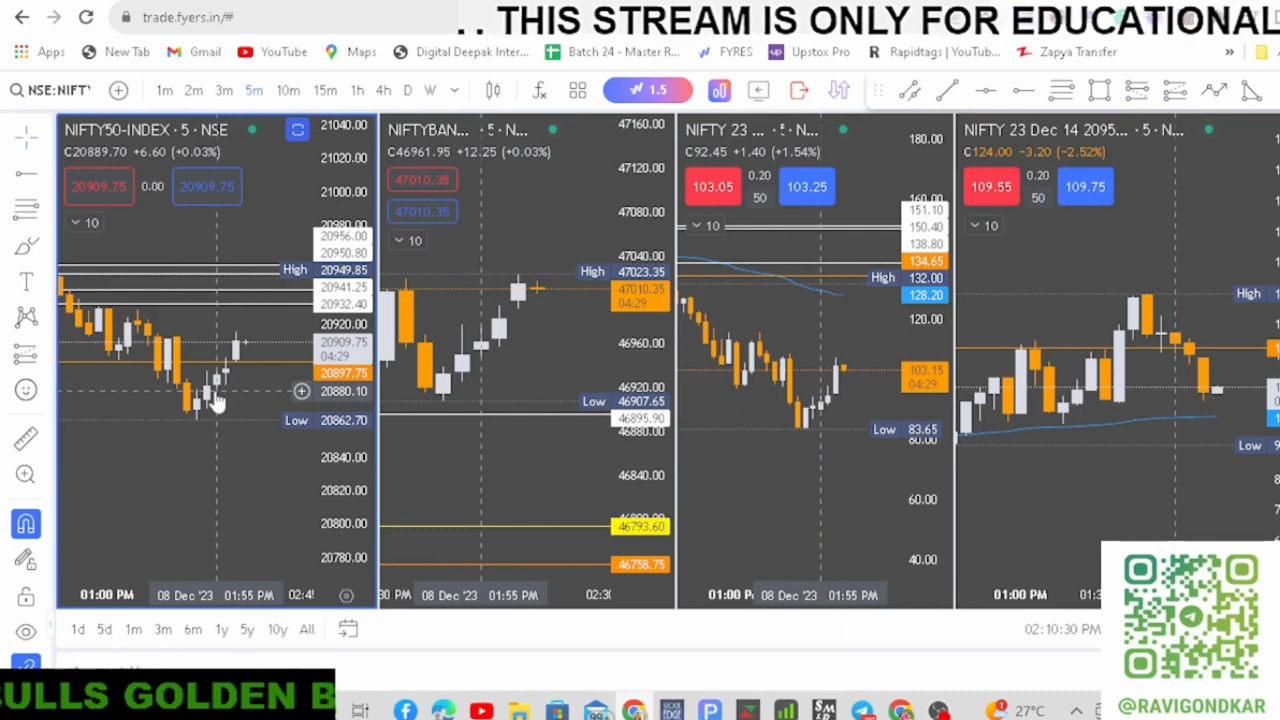 trade.fyers.in/#
. . THIS STREAM IS ONLY FOR EDUCATIONAL
Apps New Tab Gmail YouTube Maps Digital Deepak Inter... Batch 24 - Master R... FYRES Upstox Pro Rapidtags | YouTub... Zapya Transfer »
NSE:NIFTY 1m 2m 3m 5m 10m 15m 1h 4h D W 1.5
NIFTY50-INDEX · 5 · NSE
C20889.70 +6.60 (+0.03%)
20909.75 0.00 20909.75
10
21040.00
21020.00
21000.00
20956.00
20950.80
High 20949.85
20941.25
20932.40
20920.00
20909.75
04:29
20897.75
20880.10
Low 20862.70
20840.00
20820.00
20800.00
20780.00
01:00 PM 08 Dec '23 01:55 PM
NIFTYBAN... · 5 · N...
C46961.95 +12.25 (+0.03%)
47010.35
47010.35
10
47160.00
47120.00
47080.00
47040.00
High 47023.35
47010.35
04:29
46960.00
46920.00
Low 46907.65
46895.90
46880.00
46840.00
46793.60
46758.75
30 PM 08 Dec '23 01:55 PM
NIFTY 23 ... · 5 · N...
C92.45 +1.40 (+1.54%)
103.05 0.20 50 103.25
10
180.00
160.00
151.10
150.40
138.80
134.65
High 132.00
128.20
120.00
103.15
04:29
Low 83.65
80.00
60.00
40.00
01:00 P 08 Dec '23 01:55 PM
NIFTY 23 Dec 14 2095... · 5 · N...
C124.00 −3.20 (−2.52%)
109.55 0.20 50 109.75
10
High
Low
01:00 PM
1d 5d 1m 3m 6m 1y 5y 10y All
02:10:30 PM
BULLS GOLDEN B
99+
27°C
@RAVIGONDKAR